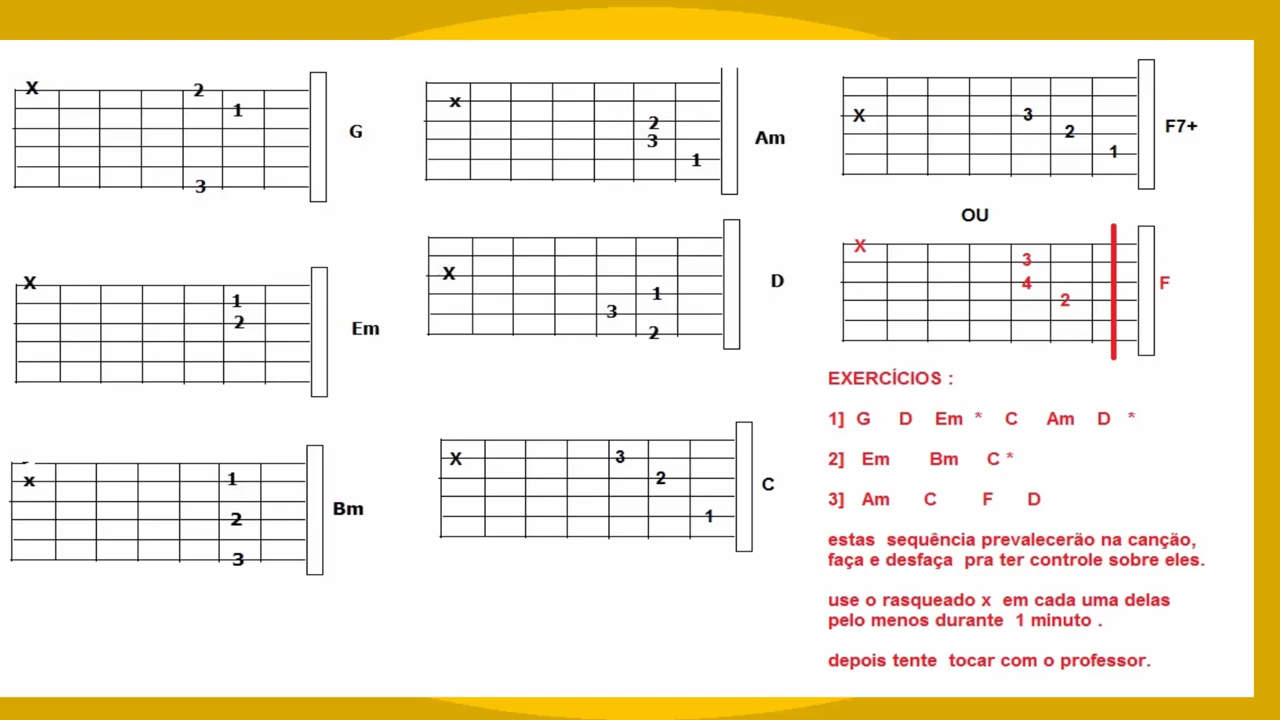 X 2
1
G
3
x
2
3
1
Am
X 3
2
1
F7+
OU
X
1
2
Em
X
1
3
2
D
X
3
4
2
F
x 1
2
3
Bm
X 3
2
1
C
EXERCÍCIOS :
1] G D Em * C Am D *
2] Em Bm C *
3] Am C F D
estas sequência prevalecerão na canção,
faça e desfaça pra ter controle sobre eles.
use o rasqueado x em cada uma delas
pelo menos durante 1 minuto .
depois tente tocar com o professor.